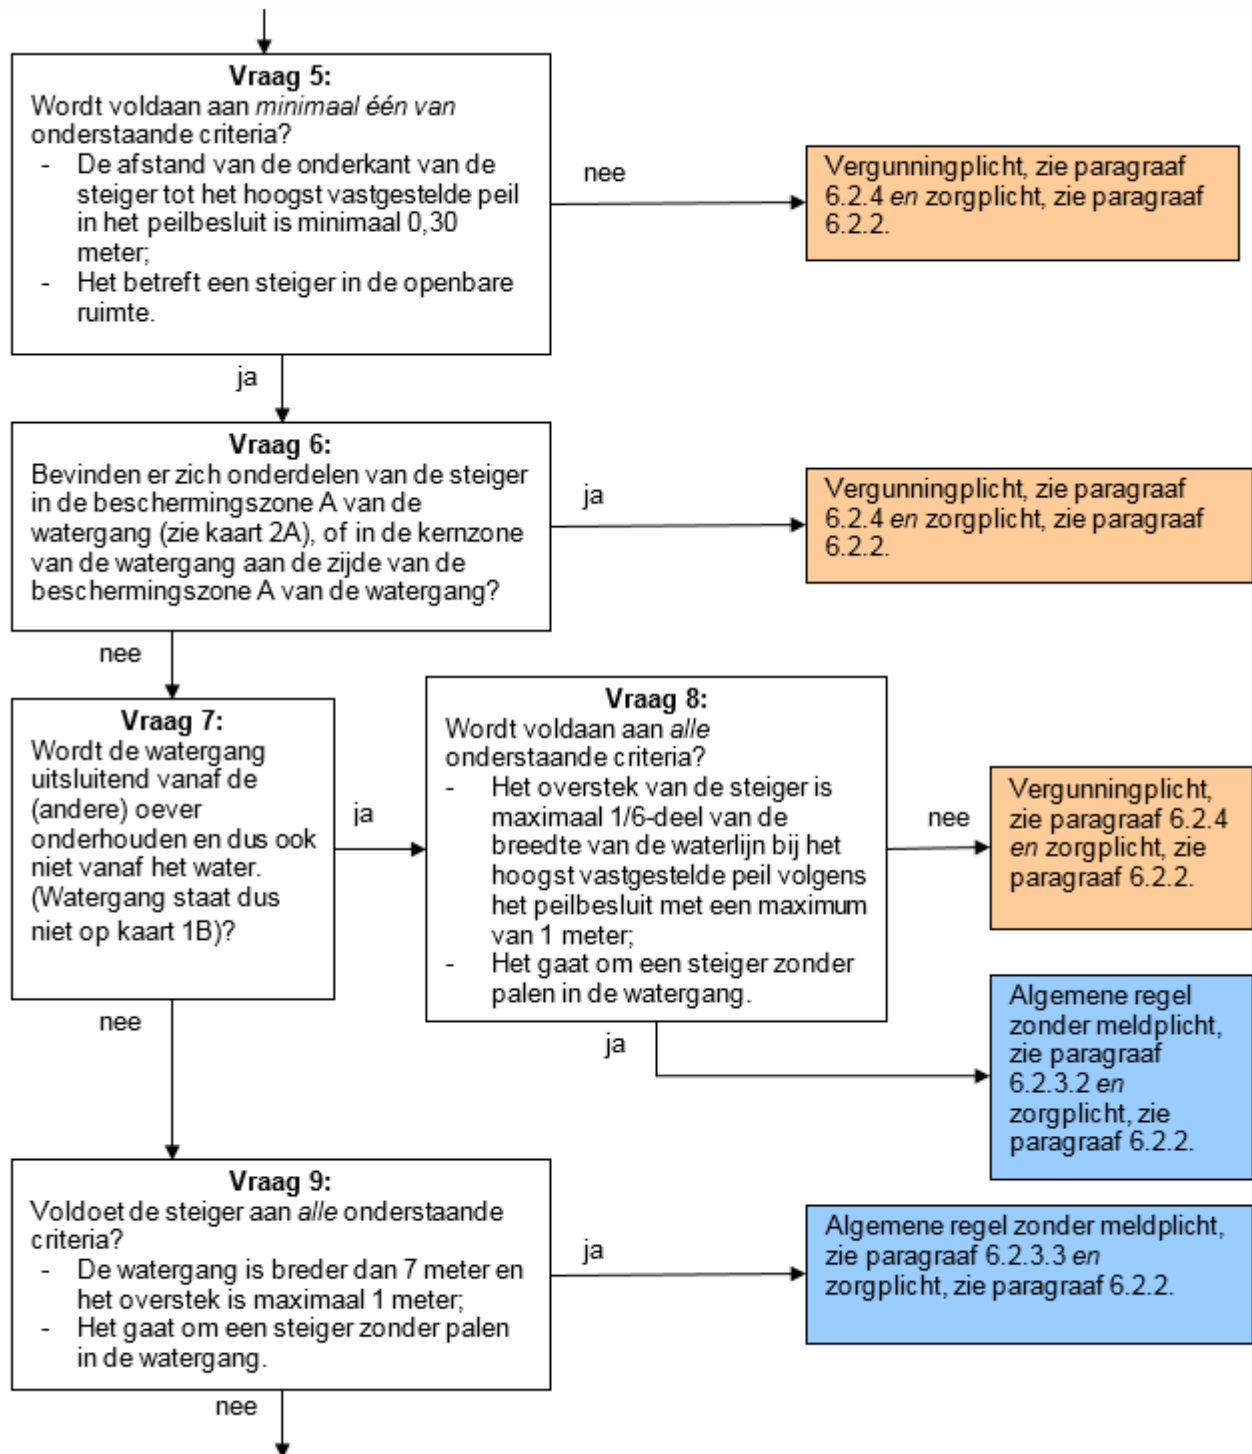 Vraag 5:
Wordt voldaan aan minimaal één van
onderstaande criteria?
- De afstand van de onderkant van de
steiger tot het hoogst vastgestelde peil
in het peilbesluit is minimaal 0,30
meter;
- Het betreft een steiger in de openbare
ruimte.
nee
Vergunningplicht, zie paragraaf
6.2.4 en zorgplicht, zie paragraaf
6.2.2.
ja
Vraag 6:
Bevinden er zich onderdelen van de steiger
in de beschermingszone A van de
watergang (zie kaart 2A), of in de kernzone
van de watergang aan de zijde van de
beschermingszone A van de watergang?
ja
Vergunningplicht, zie paragraaf
6.2.4 en zorgplicht, zie paragraaf
6.2.2.
nee
Vraag 7:
Wordt de watergang
uitsluitend vanaf de
(andere) oever
onderhouden en dus ook
niet vanaf het water.
(Watergang staat dus
niet op kaart 1B)?
ja
Vraag 8:
Wordt voldaan aan alle
onderstaande criteria?
- Het overstek van de steiger is
maximaal 1/6-deel van de
breedte van de waterlijn bij het
hoogst vastgestelde peil volgens
het peilbesluit met een maximum
van 1 meter;
- Het gaat om een steiger zonder
palen in de watergang.
nee
Vergunningplicht,
zie paragraaf 6.2.4
en zorgplicht, zie
paragraaf 6.2.2.
ja
Algemene regel
zonder meldplicht,
zie paragraaf
6.2.3.2 en
zorgplicht, zie
paragraaf 6.2.2.
nee
Vraag 9:
Voldoet de steiger aan alle onderstaande
criteria?
- De watergang is breder dan 7 meter en
het overstek is maximaal 1 meter;
- Het gaat om een steiger zonder palen
in de watergang.
ja
Algemene regel zonder meldplicht,
zie paragraaf 6.2.3.3 en
zorgplicht, zie paragraaf 6.2.2.
nee